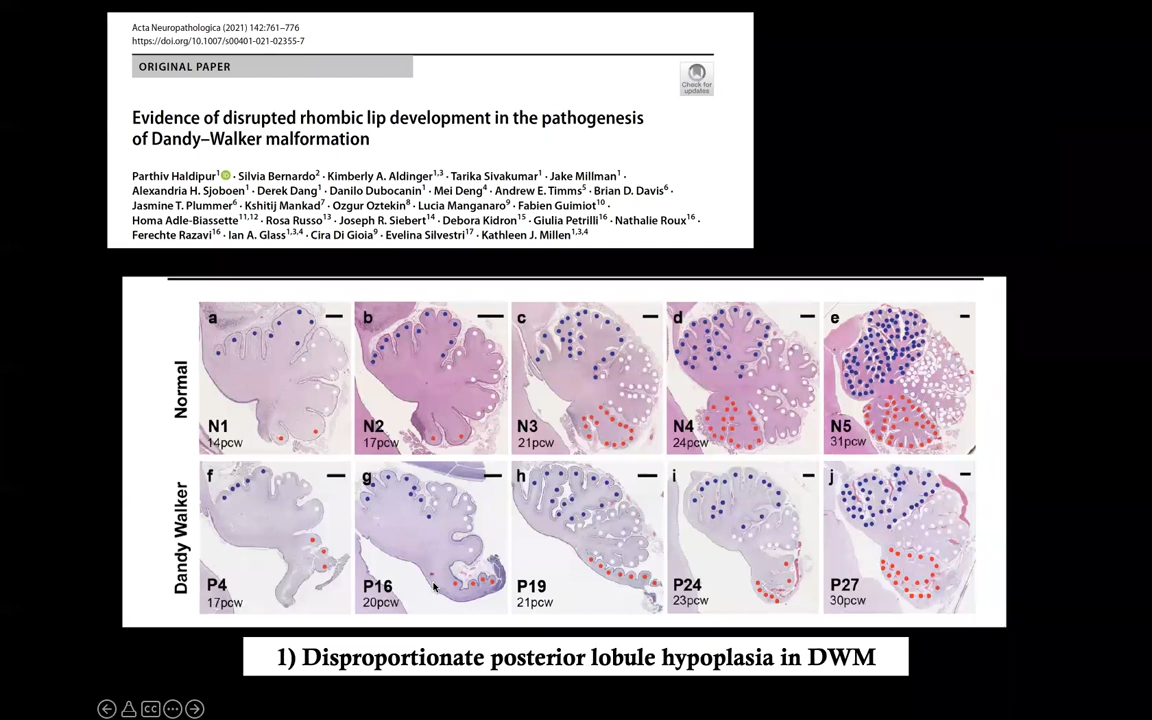 Acta Neuropathologica (2021) 142:761–776
https://doi.org/10.1007/s00401-021-02355-7
ORIGINAL PAPER
Check for
updates
Evidence of disrupted rhombic lip development in the pathogenesis
of Dandy–Walker malformation
Parthiv Haldipur1 · Silvia Bernardo2 · Kimberly A. Aldinger1,3 · Tarika Sivakumar1 · Jake Millman1 ·
Alexandria H. Sjoboen1 · Derek Dang1 · Danilo Dubocanin1 · Mei Deng4 · Andrew E. Timms5 · Brian D. Davis6 ·
Jasmine T. Plummer6 · Kshitij Mankad7 · Ozgur Oztekin8 · Lucia Manganaro9 · Fabien Guimiot10 ·
Homa Adle-Biassette11,12 · Rosa Russo13 · Joseph R. Siebert14 · Debora Kidron15 · Giulia Petrilli16 · Nathalie Roux16 ·
Ferechte Razavi16 · Ian A. Glass1,3,4 · Cira Di Gioia9 · Evelina Silvestri17 · Kathleen J. Millen1,3,4
Normal
a
N1
14pcw
b
N2
17pcw
c
N3
21pcw
d
N4
24pcw
e
N5
31pcw
Dandy Walker
f
P4
17pcw
g
P16
20pcw
h
P19
21pcw
i
P24
23pcw
j
P27
30pcw
1) Disproportionate posterior lobule hypoplasia in DWM
CC